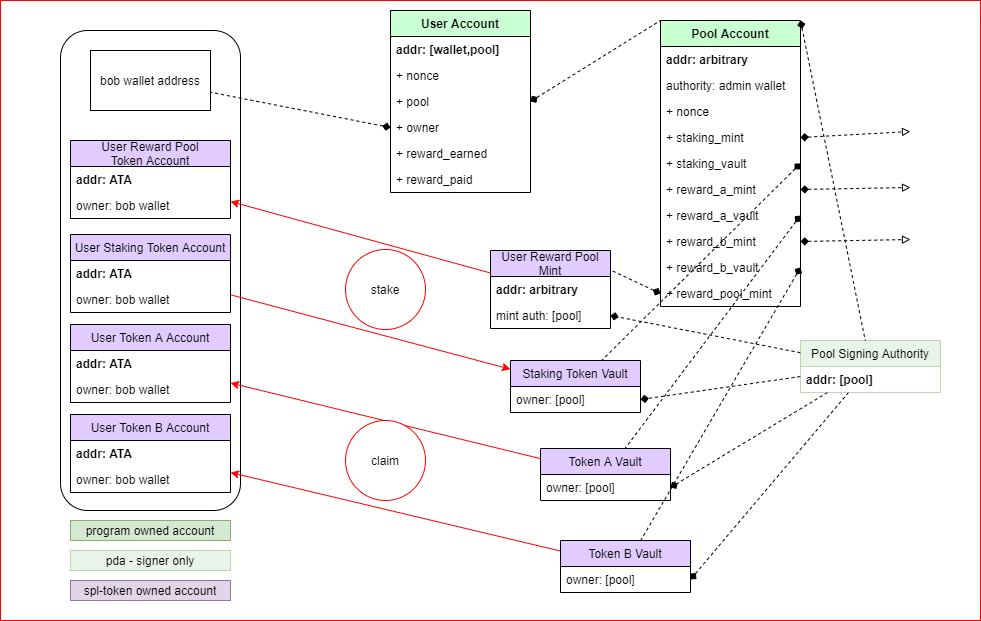 bob wallet address
User Reward Pool
Token Account
addr: ATA
owner: bob wallet
User Staking Token Account
addr: ATA
owner: bob wallet
User Token A Account
addr: ATA
owner: bob wallet
User Token B Account
addr: ATA
owner: bob wallet
program owned account
pda - signer only
spl-token owned account
stake
claim
User Account
addr: [wallet,pool]
+ nonce
+ pool
+ owner
+ reward_earned
+ reward_paid
Pool Account
addr: arbitrary
authority: admin wallet
+ nonce
+ staking_mint
+ staking_vault
+ reward_a_mint
+ reward_a_vault
+ reward_b_mint
+ reward_b_vault
+ reward_pool_mint
User Reward Pool
Mint
addr: arbitrary
mint auth: [pool]
Staking Token Vault
owner: [pool]
Token A Vault
owner: [pool]
Token B Vault
owner: [pool]
Pool Signing Authority
addr: [pool]